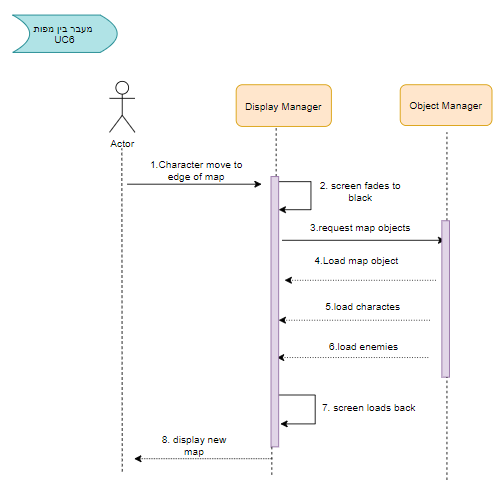 מעבר בין מפות
UC6
Display Manager
Object Manager
Actor
1.Character move to
edge of map
2. screen fades to
black
3.request map objects
4.Load map object
5.load charactes
6.load enemies
7. screen loads back
8. display new
map